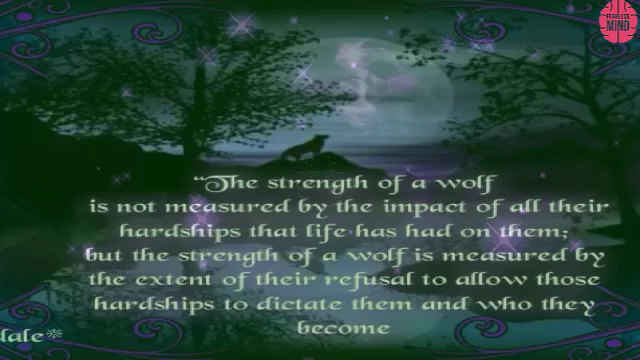 FEARLESS
MIND
“The strength of a wolf
is not measured by the impact of all their
hardships that life has had on them;
but the strength of a wolf is measured by
the extent of their refusal to allow those
hardships to dictate them and who they
become
dale*